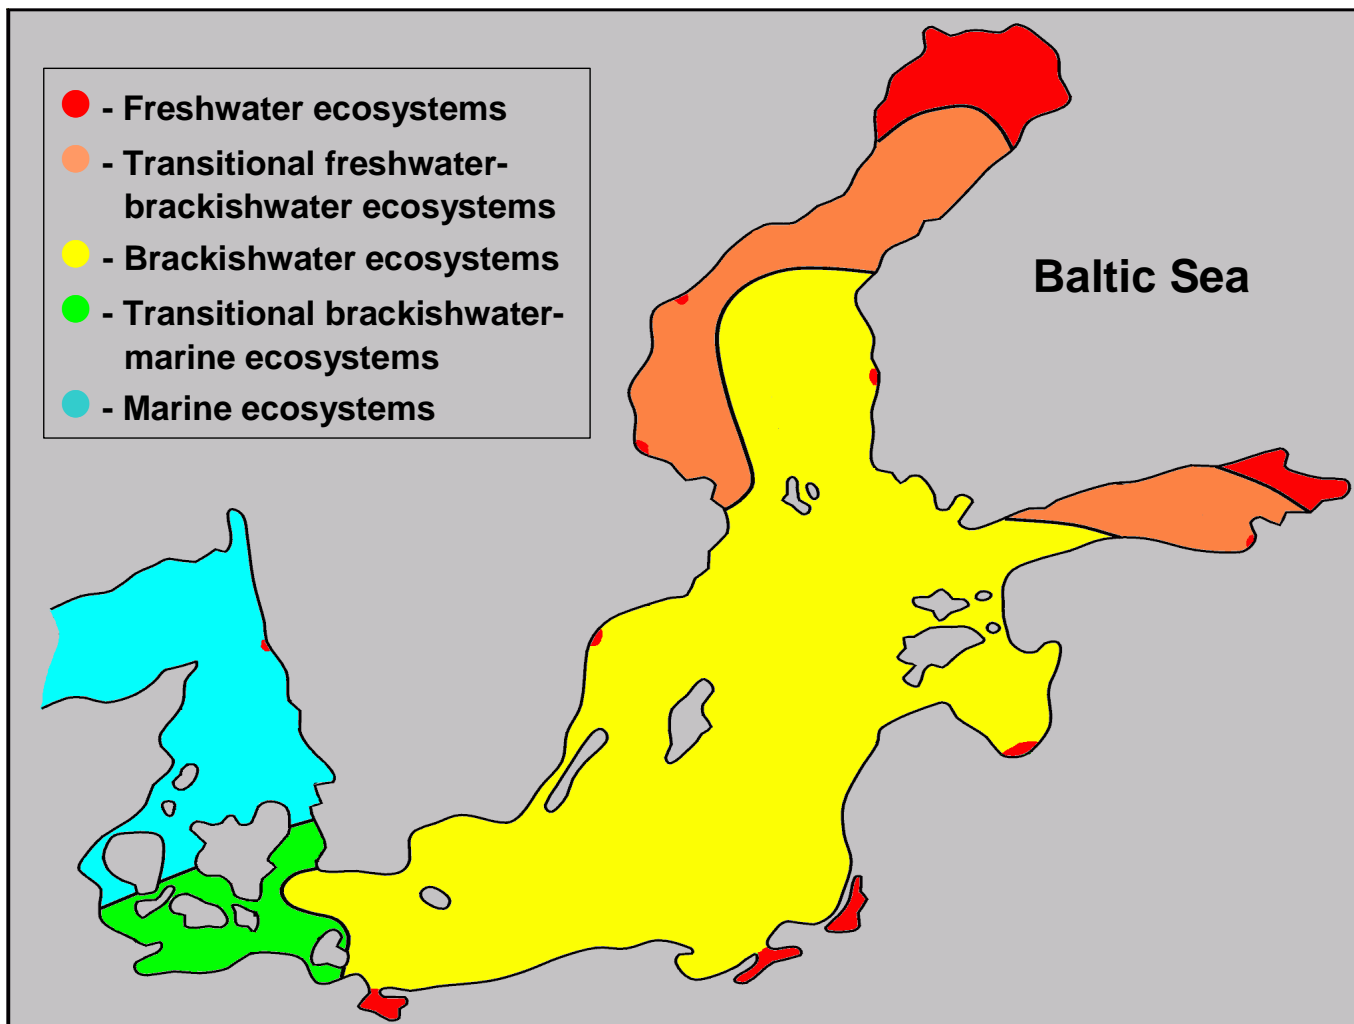 - Freshwater ecosystems
- Transitional freshwater-
brackishwater ecosystems
- Brackishwater ecosystems
- Transitional brackishwater-
marine ecosystems
- Marine ecosystems
Baltic Sea